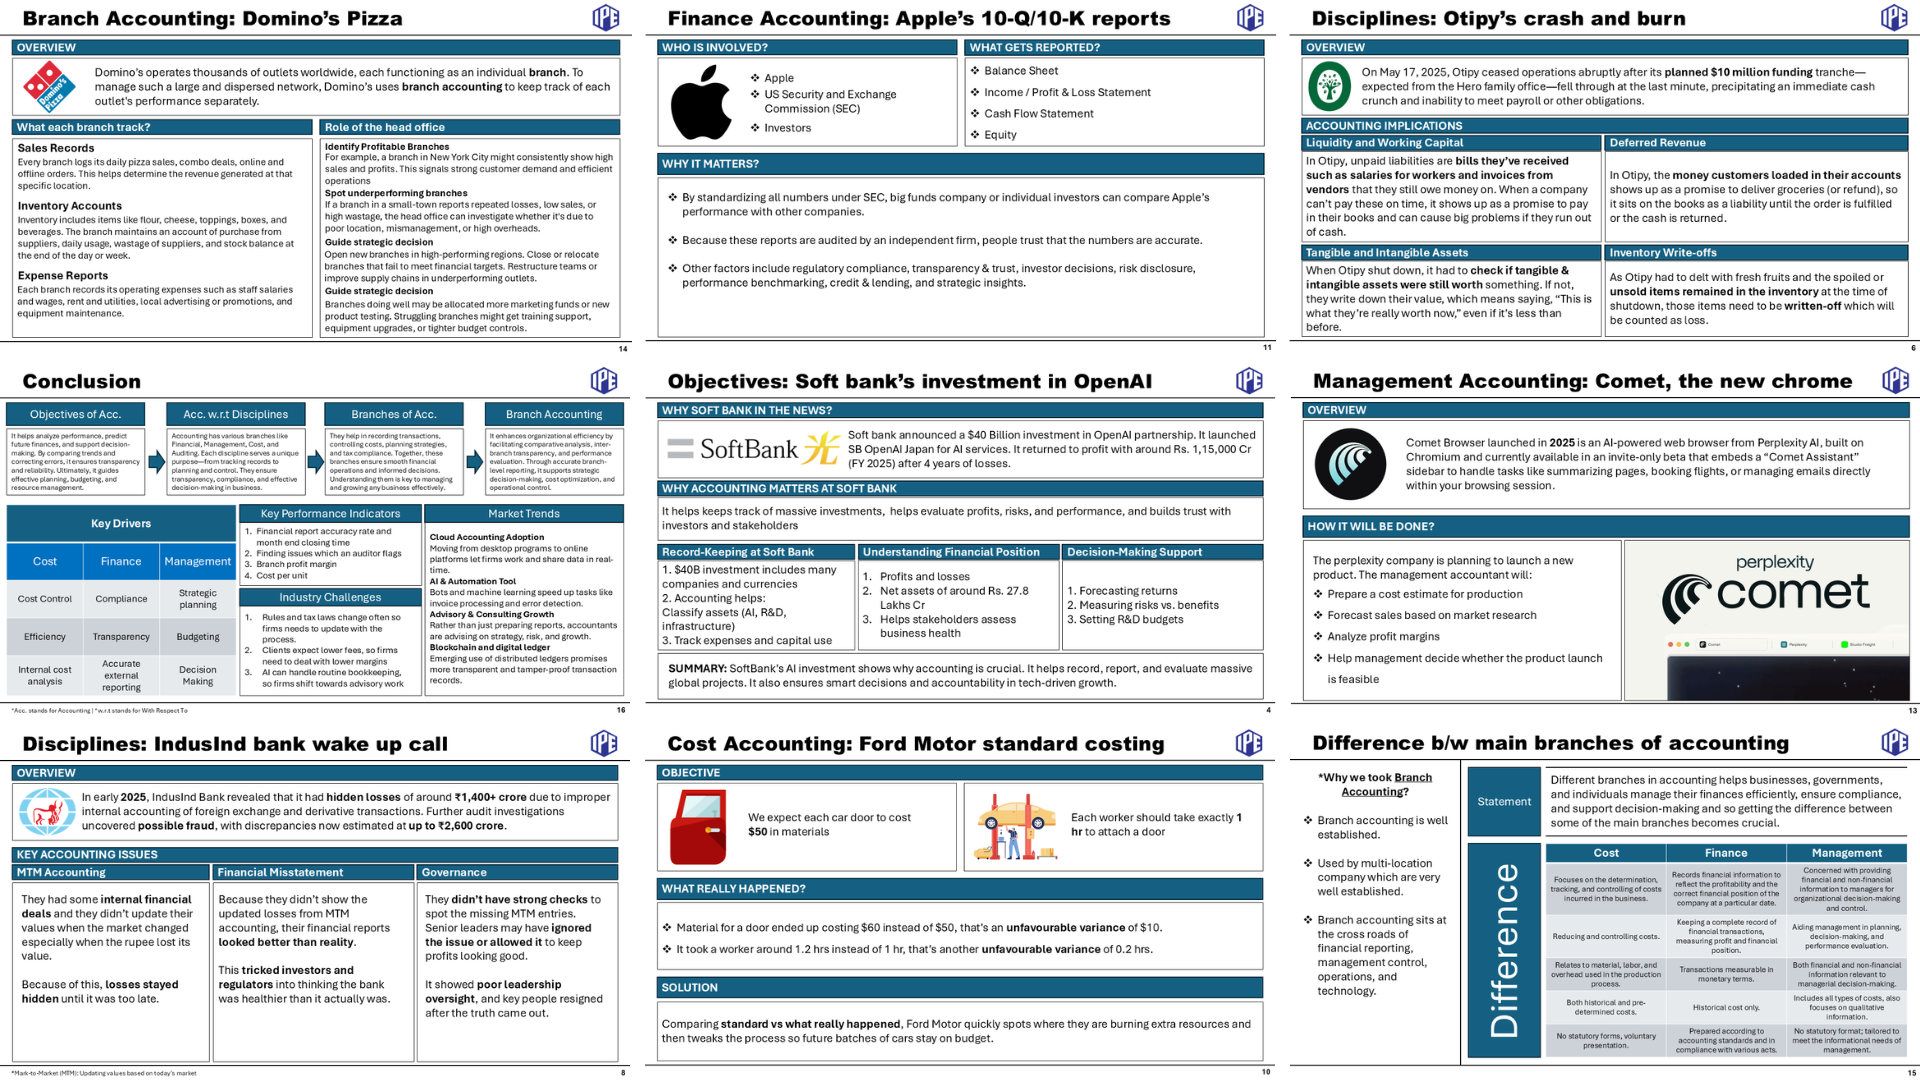 Branch Accounting: Domino's Pizza
IPE
OVERVIEW
Domino's Pizza
Domino's operates thousands of outlets worldwide, each functioning as an individual branch. To
manage such a large and dispersed network, Domino's uses branch accounting to keep track of each
outlet's performance separately.
What each branch track?
Sales Records
Every branch logs its daily pizza sales, combo deals, online and
offline orders. This helps determine the revenue generated at that
specific location.
Inventory Accounts
Inventory includes items like flour, cheese, toppings, boxes, and
beverages. The branch maintains an account of purchase from
suppliers, daily usage, wastage of suppliers, and stock balance at
the end of the day or week.
Expense Reports
Each branch records its operating expenses such as staff salaries
and wages, rent and utilities, local advertising or promotions, and
equipment maintenance.
Role of the head office
Identify Profitable Branches
For example, a branch in New York City might consistently show high
sales and profits. This signals strong customer demand and efficient
operations
Spot underperforming branches
If a branch in a small-town reports repeated losses, low sales, or
high wastage, the head office can investigate whether it's due to
poor location, mismanagement, or high overheads.
Guide strategic decision
Open new branches in high-performing regions. Close or relocate
branches that fail to meet financial targets. Restructure teams or
improve supply chains in underperforming outlets.
Guide strategic decision
Branches doing well may be allocated more marketing funds or new
product testing. Struggling branches might get training support,
equipment upgrades, or tighter budget controls.
14
Finance Accounting: Apple's 10-Q/10-K reports
IPE
WHO IS INVOLVED?
❖ Apple
❖ US Security and Exchange
Commission (SEC)
❖ Investors
WHAT GETS REPORTED?
❖ Balance Sheet
❖ Income / Profit & Loss Statement
❖ Cash Flow Statement
❖ Equity
WHY IT MATTERS?
❖ By standardizing all numbers under SEC, big funds company or individual investors can compare Apple's
performance with other companies.
❖ Because these reports are audited by an independent firm, people trust that the numbers are accurate.
❖ Other factors include regulatory compliance, transparency & trust, investor decisions, risk disclosure,
performance benchmarking, credit & lending, and strategic insights.
11
Disciplines: Otipy's crash and burn
IPE
OVERVIEW
On May 17, 2025, Otipy ceased operations abruptly after its planned $10 million funding tranche—
expected from the Hero family office—fell through at the last minute, precipitating an immediate cash
crunch and inability to meet payroll or other obligations.
ACCOUNTING IMPLICATIONS
Liquidity and Working Capital
In Otipy, unpaid liabilities are bills they've received
such as salaries for workers and invoices from
vendors that they still owe money on. When a company
can't pay these on time, it shows up as a promise to pay
in their books and can cause big problems if they run out
of cash.
Deferred Revenue
In Otipy, the money customers loaded in their accounts
shows up as a promise to deliver groceries (or refund), so
it sits on the books as a liability until the order is fulfilled
or the cash is returned.
Tangible and Intangible Assets
When Otipy shut down, it had to check if tangible &
intangible assets were still worth something. If not,
they write down their value, which means saying, "This is
what they're really worth now," even if it's less than
before.
Inventory Write-offs
As Otipy had to delt with fresh fruits and the spoiled or
unsold items remained in the inventory at the time of
shutdown, those items need to be written-off which will
be counted as loss.
6
Conclusion
IPE
Objectives of Acc.
It helps analyze performance, predict
future finances, and support decision-
making. By comparing trends and
correcting errors, it ensures transparency
and reliability. Ultimately, it guides
effective planning, budgeting, and
resource management.
Acc. w.r.t Disciplines
Accounting has various branches like
Financial, Management, Cost, and
Auditing. Each discipline serves a unique
purpose—from tracking records to
planning and control. They ensure
transparency, compliance, and effective
decision-making in business.
Branches of Acc.
They help in recording transactions,
controlling costs, planning strategies,
and tax compliance. Together, these
branches ensure smooth financial
operations and informed decisions.
Understanding them is key to managing
and growing any business effectively.
Branch Accounting
It enhances organizational efficiency by
facilitating comparative analysis, inter-
branch transparency, and performance
evaluation. Through accurate branch-
level reporting, it supports strategic
decision-making, cost optimization, and
operational control.
Key Drivers
Cost Finance Management
Cost Control Compliance Strategic
planning
Efficiency Transparency Budgeting
Internal cost
analysis
Accurate
external
reporting
Decision
Making
Key Performance Indicators
1. Financial report accuracy rate and
month end closing time
2. Finding issues which an auditor flags
3. Branch profit margin
4. Cost per unit
Industry Challenges
1. Rules and tax laws change often so
firms needs to update with the
process.
2. Clients expect lower fees, so firms
need to deal with lower margins
3. AI can handle routine bookkeeping,
so firms shift towards advisory work
Market Trends
Cloud Accounting Adoption
Moving from desktop programs to online
platforms let firms work and share data in real-
time.
AI & Automation Tool
Bots and machine learning speed up tasks like
invoice processing and error detection.
Advisory & Consulting Growth
Rather than just preparing reports, accountants
are advising on strategy, risk, and growth.
Blockchain and digital ledger
Emerging use of distributed ledgers promises
more transparent and tamper-proof transaction
records.
*Acc. stands for Accounting | *w.r.t stands for With Respect To
16
Objectives: Soft bank's investment in OpenAI
IPE
WHY SOFT BANK IN THE NEWS?
SoftBank
Soft bank announced a $40 Billion investment in OpenAI partnership. It launched
SB OpenAI Japan for AI services. It returned to profit with around Rs. 1,15,000 Cr
(FY 2025) after 4 years of losses.
WHY ACCOUNTING MATTERS AT SOFT BANK
It helps keeps track of massive investments, helps evaluate profits, risks, and performance, and builds trust with
investors and stakeholders
Record-Keeping at Soft Bank
1. $40B investment includes many
companies and currencies
2. Accounting helps:
Classify assets (AI, R&D,
infrastructure)
3. Track expenses and capital use
Understanding Financial Position
1. Profits and losses
2. Net assets of around Rs. 27.8
Lakhs Cr
3. Helps stakeholders assess
business health
Decision-Making Support
1. Forecasting returns
2. Measuring risks vs. benefits
3. Setting R&D budgets
SUMMARY: SoftBank's AI investment shows why accounting is crucial. It helps record, report, and evaluate massive
global projects. It also ensures smart decisions and accountability in tech-driven growth.
4
Management Accounting: Comet, the new chrome
IPE
OVERVIEW
Comet Browser launched in 2025 is an AI-powered web browser from Perplexity AI, built on
Chromium and currently available in an invite-only beta that embeds a "Comet Assistant"
sidebar to handle tasks like summarizing pages, booking flights, or managing emails directly
within your browsing session.
HOW IT WILL BE DONE?
The perplexity company is planning to launch a new
product. The management accountant will:
❖ Prepare a cost estimate for production
❖ Forecast sales based on market research
❖ Analyze profit margins
❖ Help management decide whether the product launch
is feasible
perplexity
comet
13
Disciplines: IndusInd bank wake up call
IPE
OVERVIEW
In early 2025, IndusInd Bank revealed that it had hidden losses of around ₹1,400+ crore due to improper
internal accounting of foreign exchange and derivative transactions. Further audit investigations
uncovered possible fraud, with discrepancies now estimated at up to ₹2,600 crore.
KEY ACCOUNTING ISSUES
MTM Accounting
They had some internal financial
deals and they didn't update their
values when the market changed
especially when the rupee lost its
value.
Because of this, losses stayed
hidden until it was too late.
Financial Misstatement
Because they didn't show the
updated losses from MTM
accounting, their financial reports
looked better than reality.
This tricked investors and
regulators into thinking the bank
was healthier than it actually was.
Governance
They didn't have strong checks to
spot the missing MTM entries.
Senior leaders may have ignored
the issue or allowed it to keep
profits looking good.
It showed poor leadership
oversight, and key people resigned
after the truth came out.
*Mark-to-Market (MTM): Updating values based on today's market
8
Cost Accounting: Ford Motor standard costing
IPE
OBJECTIVE
We expect each car door to cost
$50 in materials
Each worker should take exactly 1
hr to attach a door
WHAT REALLY HAPPENED?
❖ Material for a door ended up costing $60 instead of $50, that's an unfavourable variance of $10.
❖ It took a worker around 1.2 hrs instead of 1 hr, that's another unfavourable variance of 0.2 hrs.
SOLUTION
Comparing standard vs what really happened, Ford Motor quickly spots where they are burning extra resources and
then tweaks the process so future batches of cars stay on budget.
10
Difference b/w main branches of accounting
IPE
*Why we took Branch
Accounting?
❖ Branch accounting is well
established.
❖ Used by multi-location
company which are very
well established.
❖ Branch accounting sits at
the cross roads of
financial reporting,
management control,
operations, and
technology.
Statement
Different branches in accounting helps businesses, governments,
and individuals manage their finances efficiently, ensure compliance,
and support decision-making and so getting the difference between
some of the main branches becomes crucial.
Difference
Cost Finance Management
Focuses on the determination,
tracking, and controlling of costs
incurred in the business.
Records financial information to
reflect the profitability and the
correct financial position of the
company at a particular date.
Concerned with providing
financial and non-financial
information to managers for
organizational decision-making
and control.
Reducing and controlling costs.
Keeping a complete record of
financial transactions,
measuring profit and financial
position.
Aiding management in planning,
decision-making, and
performance evaluation.
Relates to material, labor, and
overhead used in the production
process.
Transactions measurable in
monetary terms.
Both financial and non-financial
information relevant to
managerial decision-making.
Both historical and pre-
determined costs.
Historical cost only.
Includes all types of costs, also
focuses on qualitative
information.
No statutory forms, voluntary
presentation.
Prepared according to
accounting standards and in
compliance with various acts.
No statutory format; tailored to
meet the informational needs of
management.
15